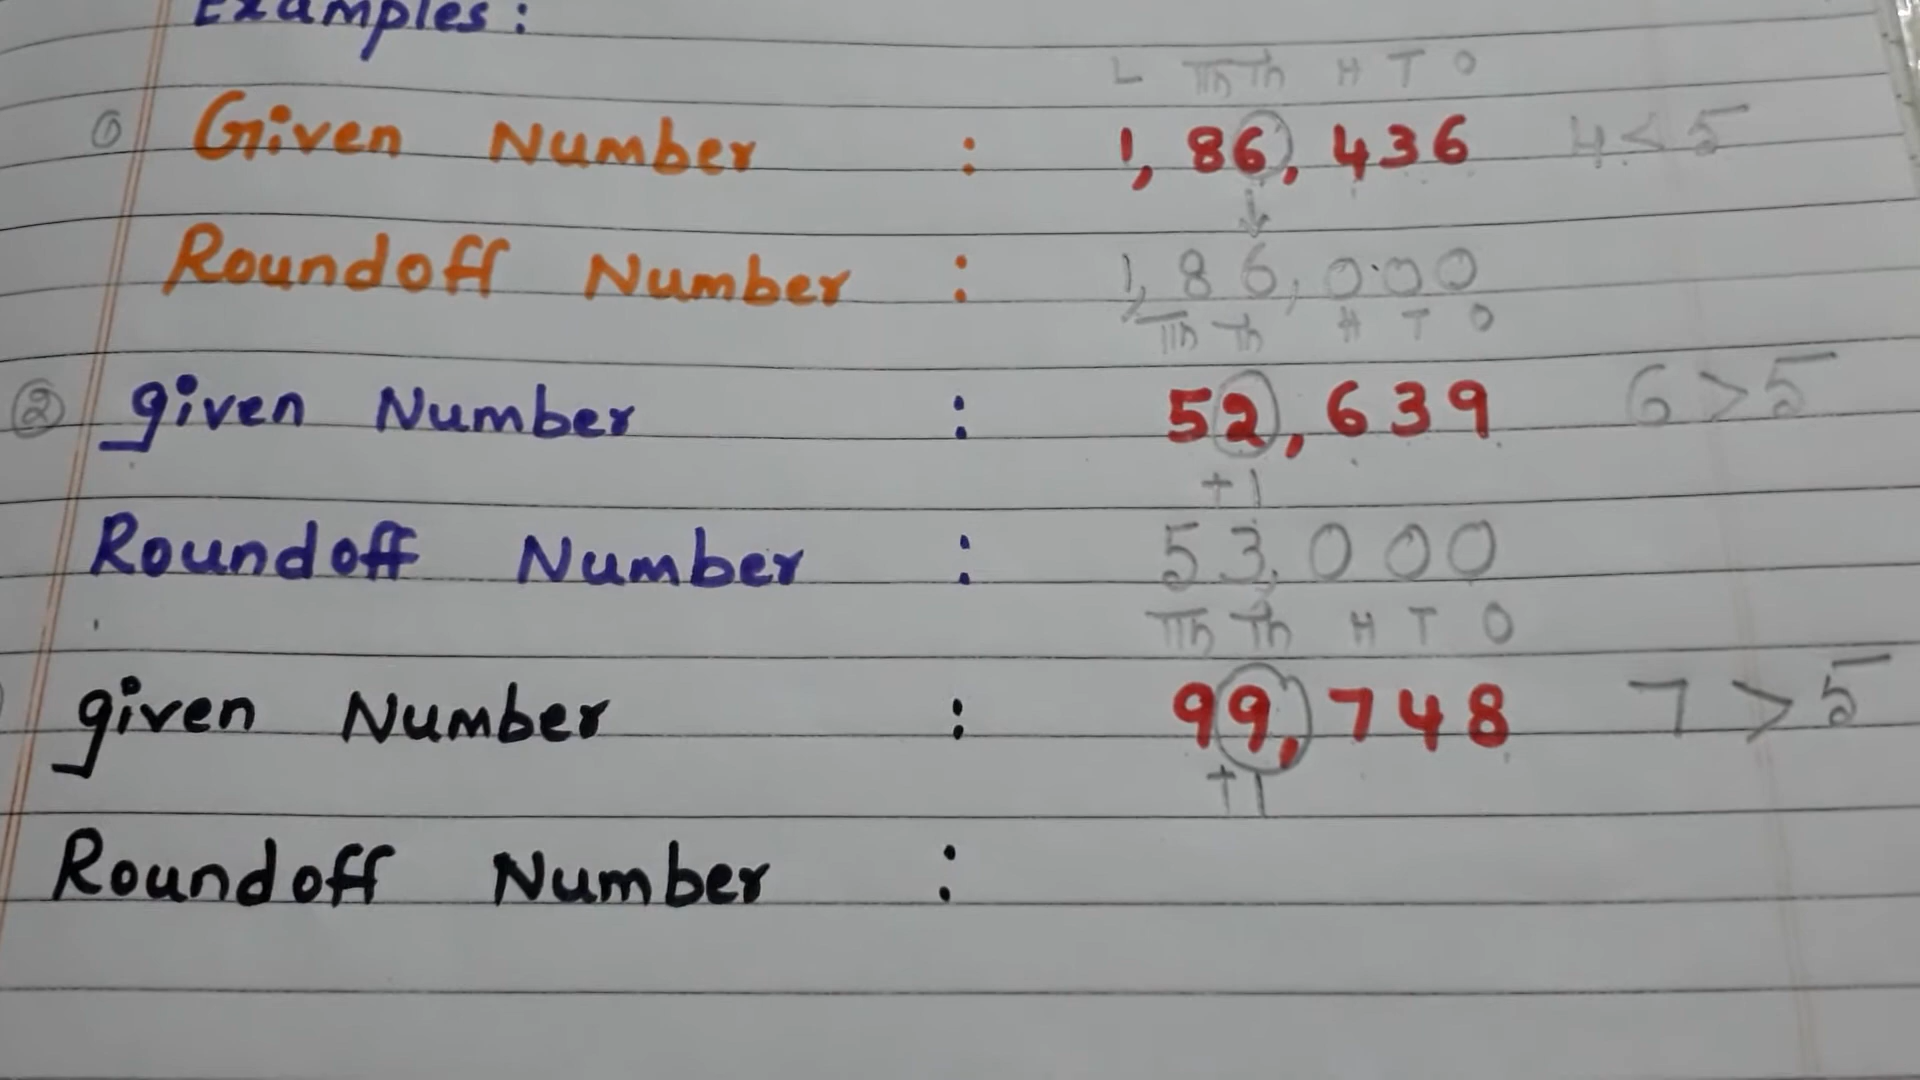 Examples:
L TTh Th H T O
① Given Number : 1,86,436 4<5
↓
Roundoff Number : 1,86,000
TTh Th H T O
② given Number : 52,639 6>5
+1
Roundoff Number : 53,000
TTh Th H T O
given Number : 99,748 7>5
+1
Roundoff Number :